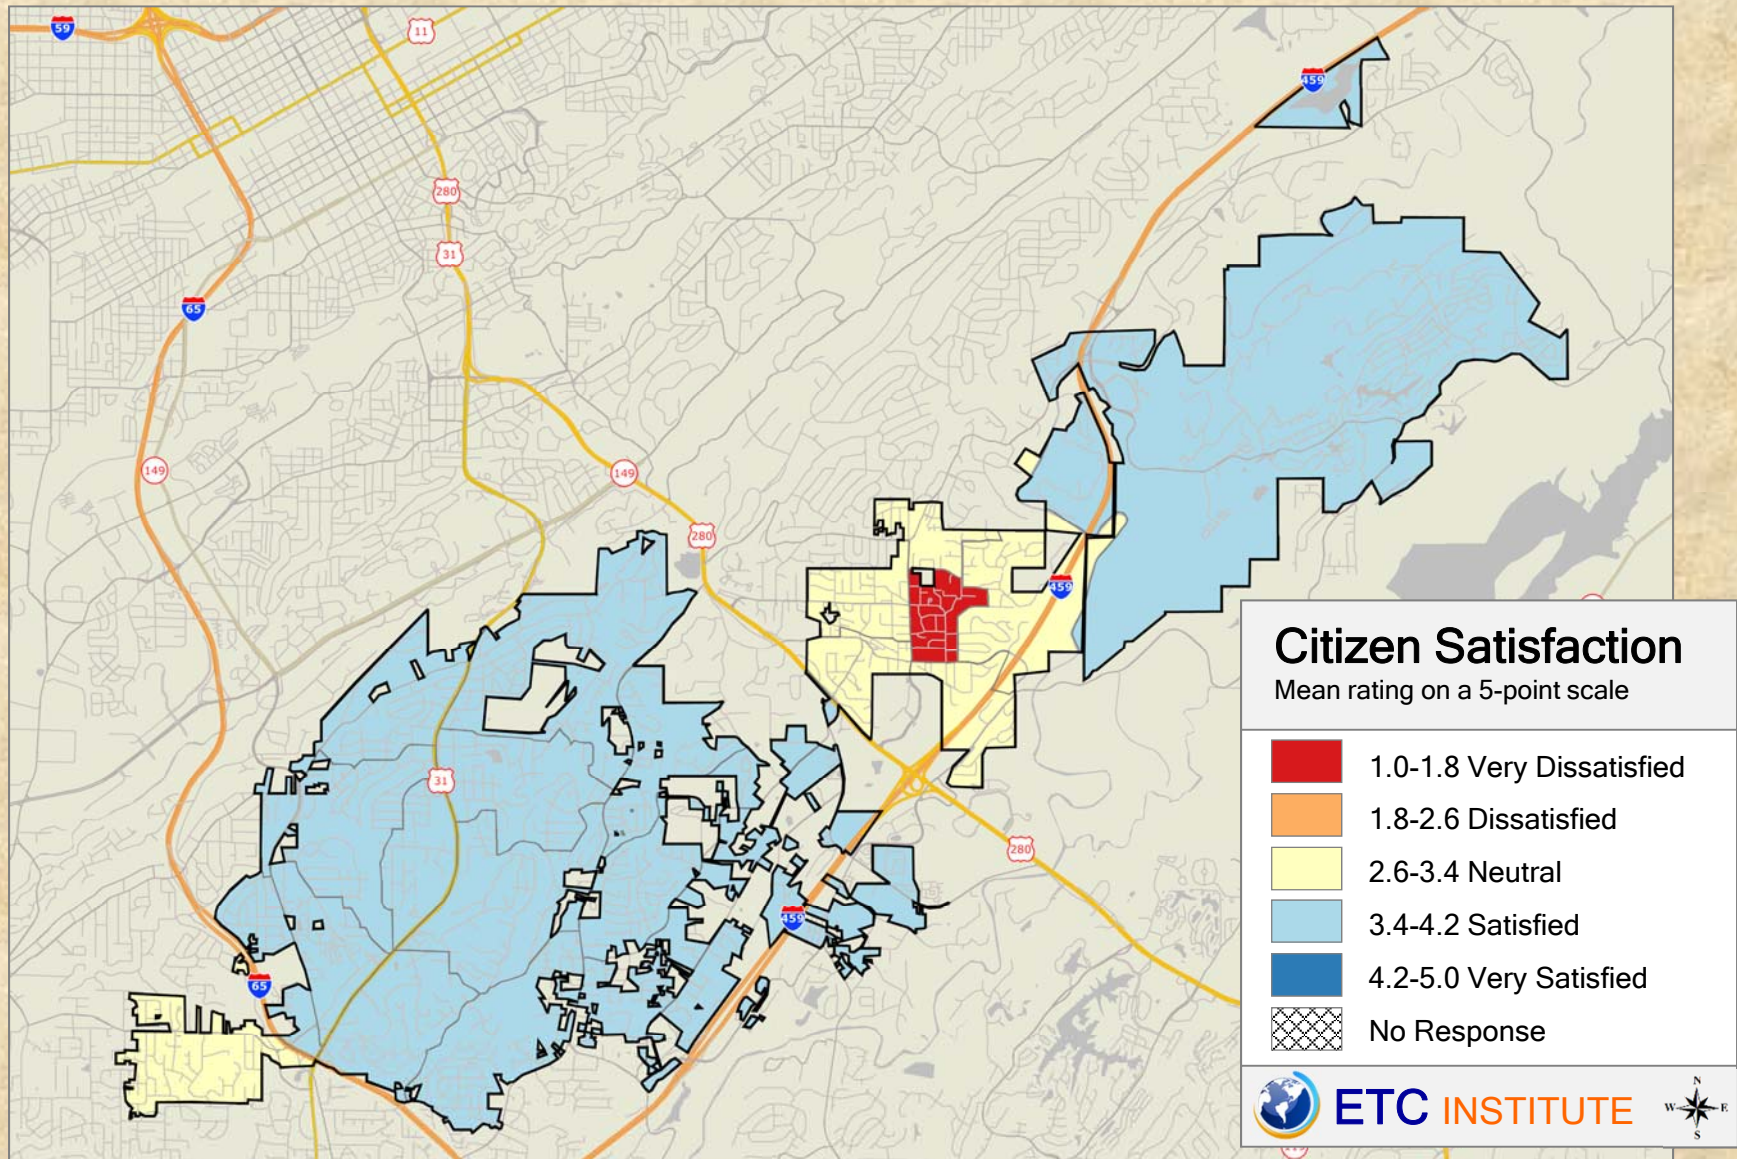 59
11
459
280
31
65
149
149
280
459
31
280
459
65
Citizen Satisfaction
Mean rating on a 5-point scale
1.0-1.8 Very Dissatisfied
1.8-2.6 Dissatisfied
2.6-3.4 Neutral
3.4-4.2 Satisfied
4.2-5.0 Very Satisfied
No Response
ETC INSTITUTE
N
W E
S